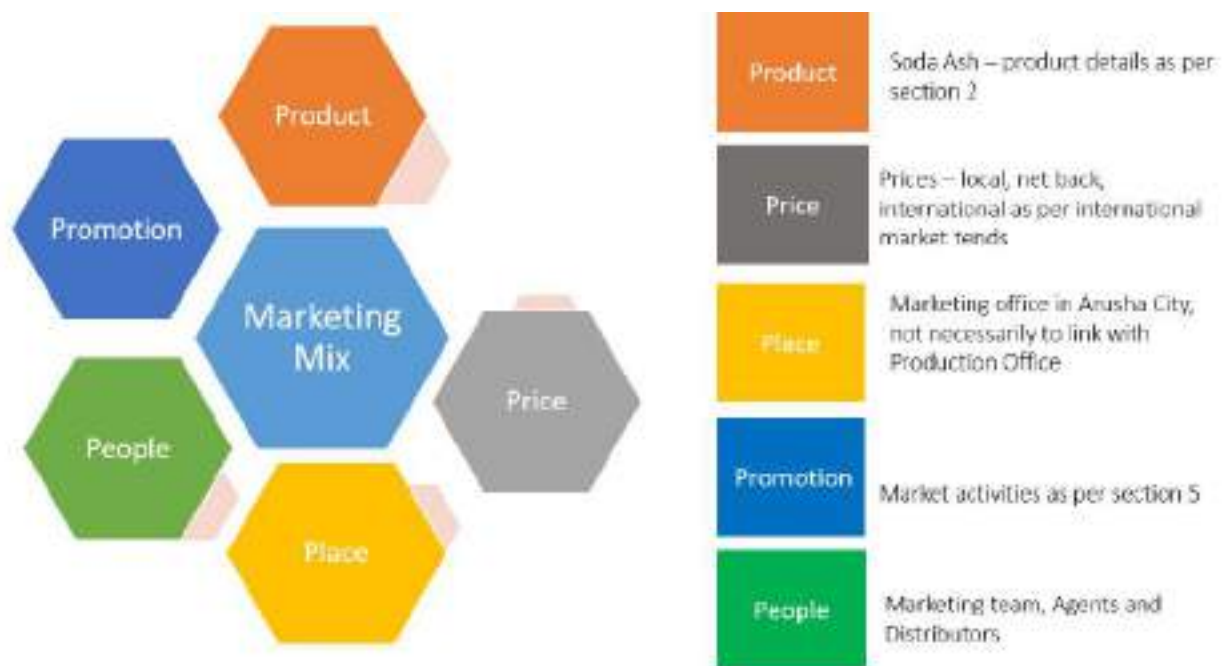 Product
Promotion
Marketing
Mix
Price
People
Place
Product
Soda Ash – product details as per
section 2
Price
Prices – local, net back,
international as per international
market tends
Place
Marketing office in Arusha City,
not necessarily to link with
Production Office
Promotion
Market activities as per section 5
People
Marketing team, Agents and
Distributors